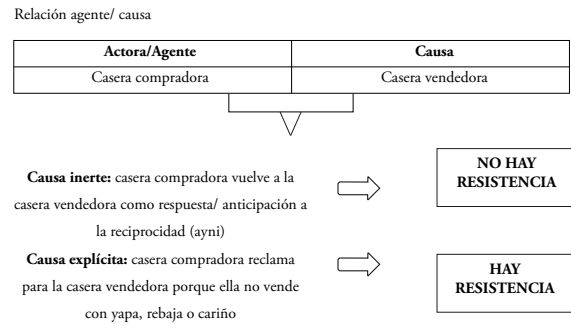 Relación agente/ causa
Actora/Agente
Causa
Casera compradora
Casera vendedora
Causa inerte: casera compradora vuelve a la
casera vendedora como respuesta/ anticipación a
la reciprocidad (ayni)
NO HAY
RESISTENCIA
Causa explícita: casera compradora reclama
para la casera vendedora porque ella no vende
con yapa, rebaja o cariño
HAY
RESISTENCIA